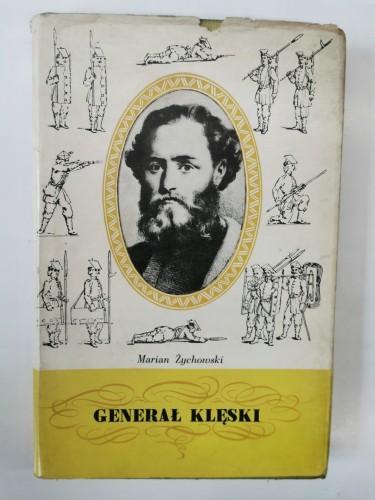 Marian Żychowski
GENERAŁ KLĘSKI